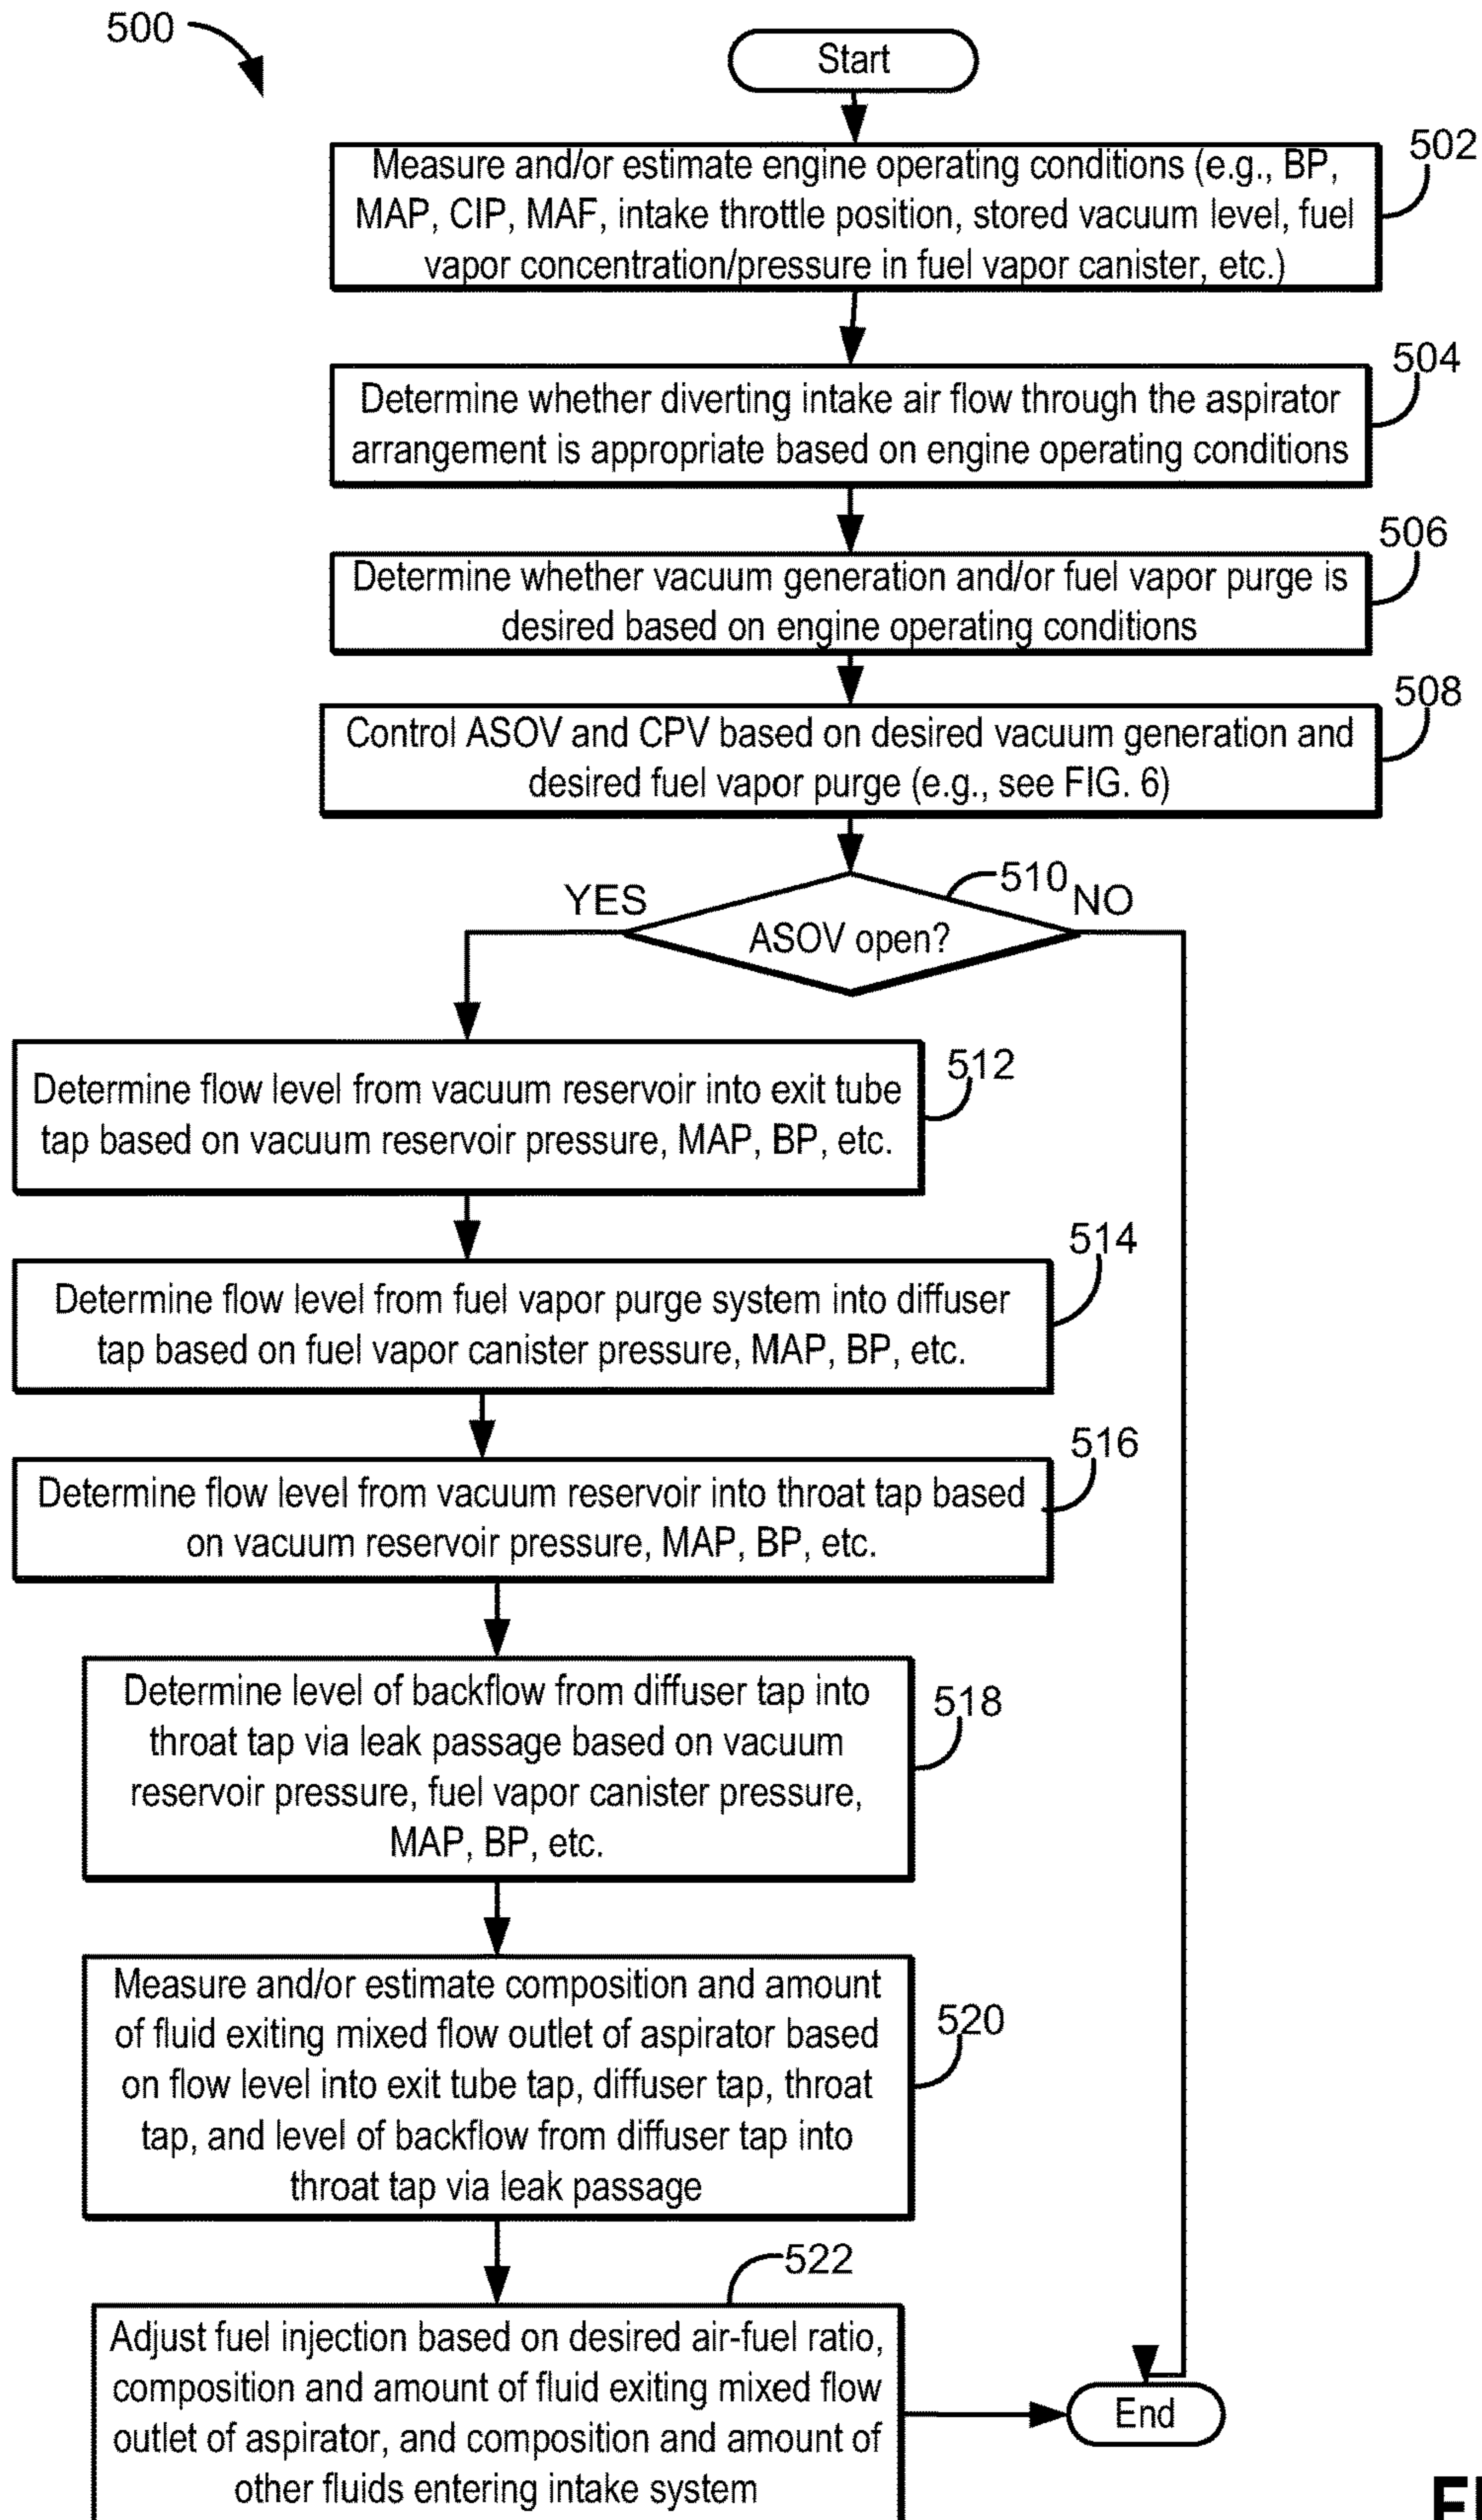 500
Start
502
Measure and/or estimate engine operating conditions (e.g., BP,
MAP, CIP, MAF, intake throttle position, stored vacuum level, fuel
vapor concentration/pressure in fuel vapor canister, etc.)
504
Determine whether diverting intake air flow through the aspirator
arrangement is appropriate based on engine operating conditions
506
Determine whether vacuum generation and/or fuel vapor purge is
desired based on engine operating conditions
508
Control ASOV and CPV based on desired vacuum generation and
desired fuel vapor purge (e.g., see FIG. 6)
510
YES
NO
ASOV open?
512
Determine flow level from vacuum reservoir into exit tube
tap based on vacuum reservoir pressure, MAP, BP, etc.
514
Determine flow level from fuel vapor purge system into diffuser
tap based on fuel vapor canister pressure, MAP, BP, etc.
516
Determine flow level from vacuum reservoir into throat tap based
on vacuum reservoir pressure, MAP, BP, etc.
518
Determine level of backflow from diffuser tap into
throat tap via leak passage based on vacuum
reservoir pressure, fuel vapor canister pressure,
MAP, BP, etc.
520
Measure and/or estimate composition and amount
of fluid exiting mixed flow outlet of aspirator based
on flow level into exit tube tap, diffuser tap, throat
tap, and level of backflow from diffuser tap into
throat tap via leak passage
522
Adjust fuel injection based on desired air-fuel ratio,
composition and amount of fluid exiting mixed flow
outlet of aspirator, and composition and amount of
other fluids entering intake system
End